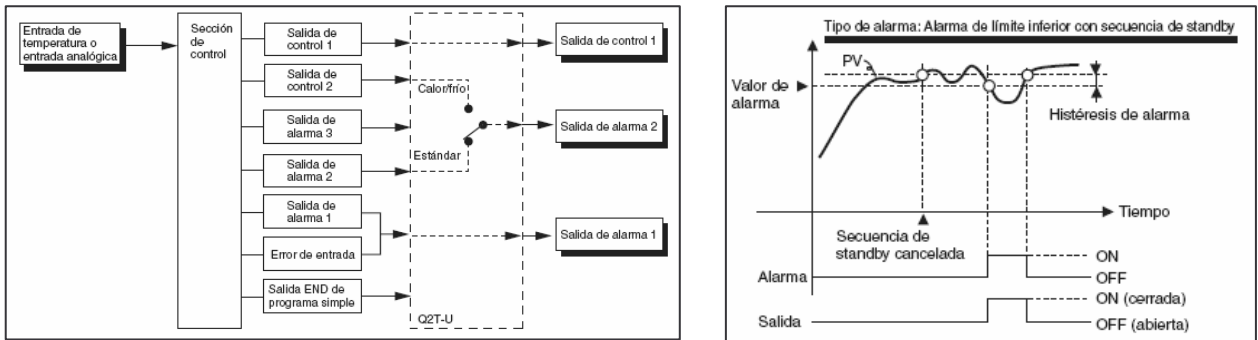 Entrada de
temperatura o
entrada analógica
Sección
de
control
Salida de
control 1
Salida de
control 2
Salida de
alarma 3
Salida de
alarma 2
Salida de
alarma 1
Error de entrada
Salida END de
programa simple
Calor/frío
Estándar
Q2T-U
Salida de control 1
Salida de alarma 2
Salida de alarma 1
Tipo de alarma: Alarma de límite inferior con secuencia de standby
PV
Valor de
alarma
Histéresis de alarma
Tiempo
Secuencia de
standby cancelada
ON
Alarma
OFF
ON (cerrada)
Salida
OFF (abierta)